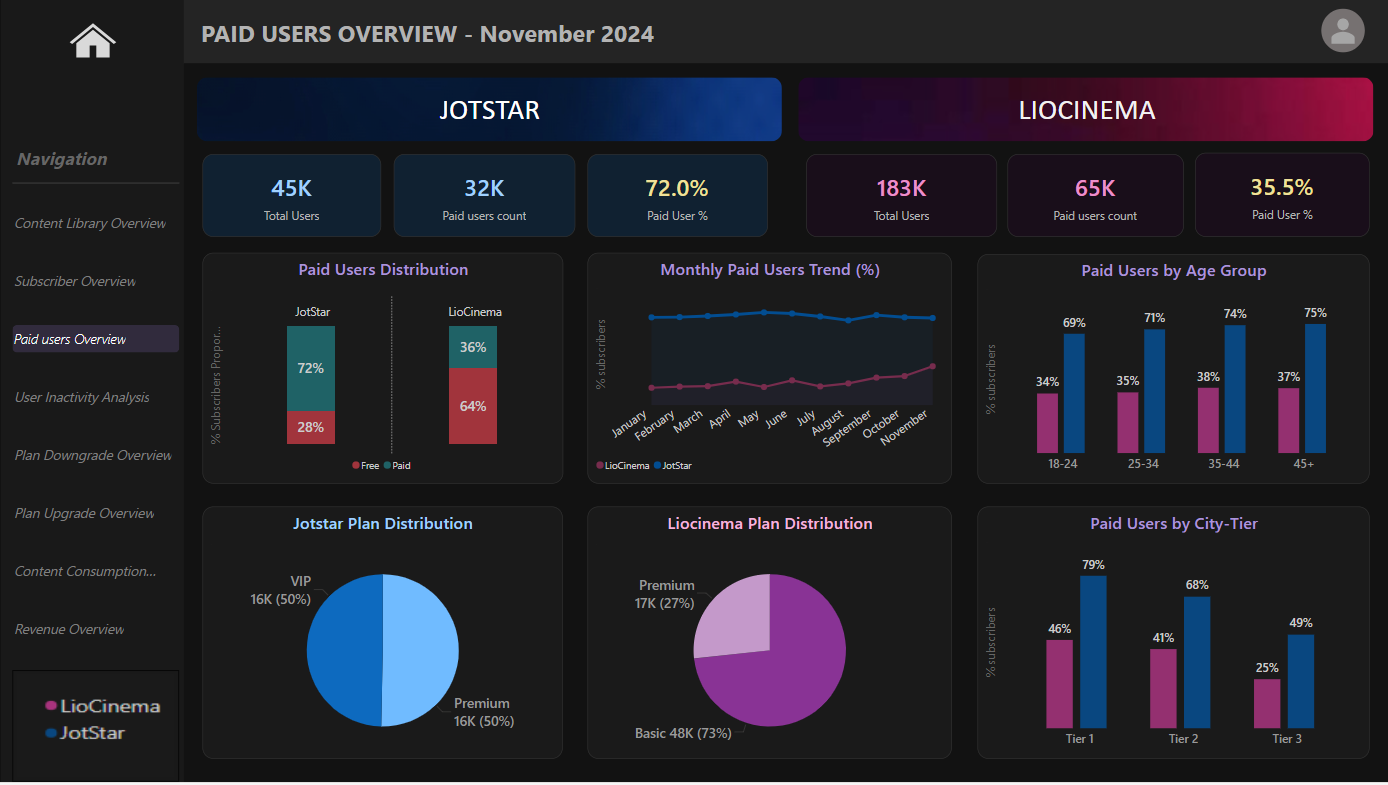 PAID USERS OVERVIEW - November 2024
Navigation
Content Library Overview
Subscriber Overview
Paid users Overview
User Inactivity Analysis
Plan Downgrade Overview
Plan Upgrade Overview
Content Consumption...
Revenue Overview
LioCinema
JotStar
JOTSTAR
LIOCINEMA
45K
Total Users
32K
Paid users count
72.0%
Paid User %
183K
Total Users
65K
Paid users count
35.5%
Paid User %
Paid Users Distribution
% Subscribers Propor...
JotStar
LioCinema
72%
28%
36%
64%
Free Paid
Monthly Paid Users Trend (%)
% subscribers
January
February
March
April
May
June
July
August
September
October
November
LioCinema JotStar
Paid Users by Age Group
% subscribers
34%
69%
35%
71%
38%
74%
37%
75%
18-24
25-34
35-44
45+
Jotstar Plan Distribution
VIP
16K (50%)
Premium
16K (50%)
Liocinema Plan Distribution
Premium
17K (27%)
Basic 48K (73%)
Paid Users by City-Tier
% subscribers
46%
79%
41%
68%
25%
49%
Tier 1
Tier 2
Tier 3